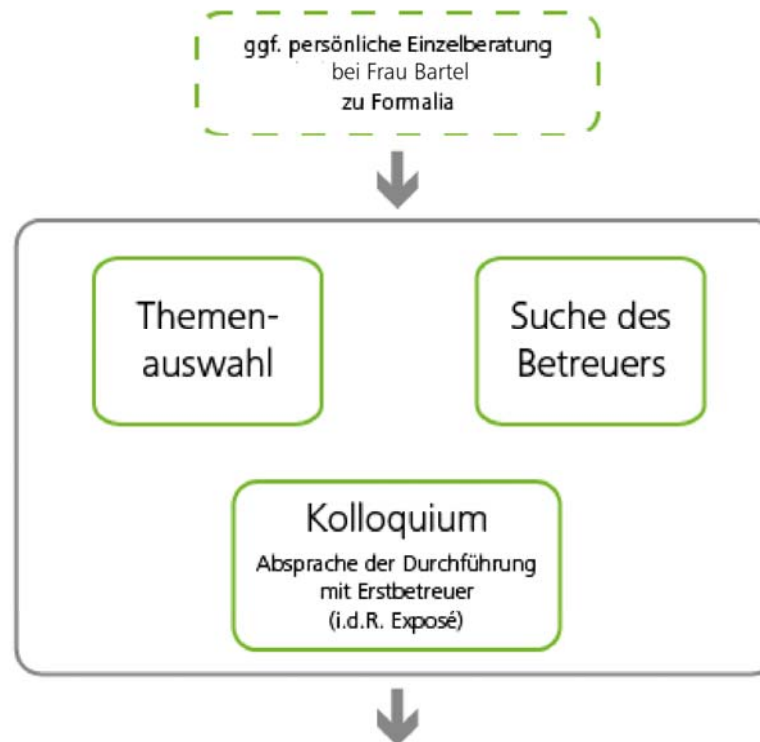 ggf. persönliche Einzelberatung
bei Frau Bartel
zu Formalia
Themen-
auswahl
Suche des
Betreuers
Kolloquium
Absprache der Durchführung
mit Erstbetreuer
(i.d.R. Exposé)